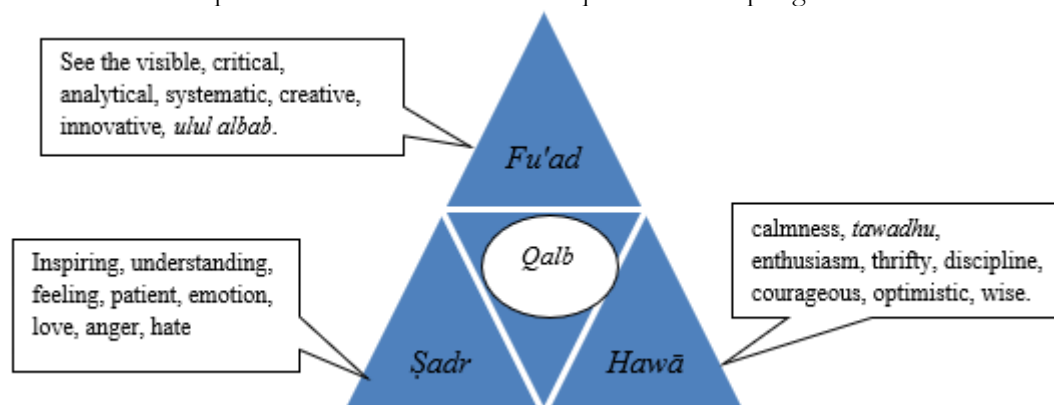 See the visible, critical,
analytical, systematic, creative,
innovative, ulul albab.
Fu'ad
Qalb
calmness, tawadhu,
enthusiasm, thrifty, discipline,
courageous, optimistic, wise.
Inspiring, understanding,
feeling, patient, emotion,
love, anger, hate
Ṣadr
Hawā